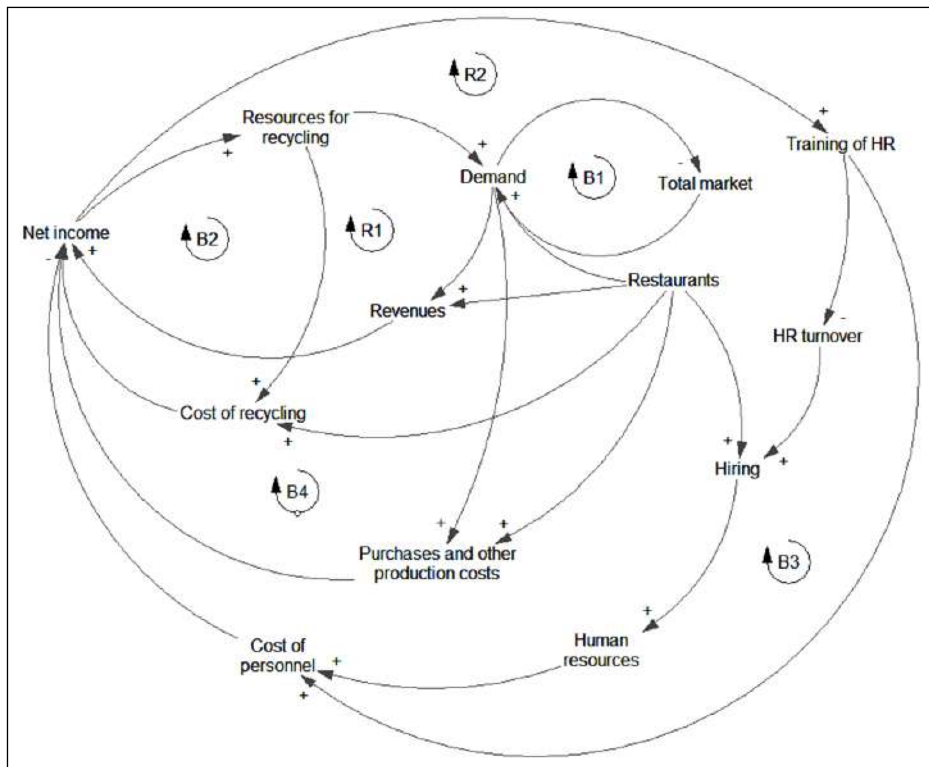 R2
Resources for
recycling
+
+
+
Training of HR
Demand
+
-
Total market
B1
Net income
-
+
B2
R1
Restaurants
Revenues
+
-
HR turnover
+
Cost of recycling
+
+
Hiring
+
B4
+
+
Purchases and other
production costs
B3
+
Human
resources
Cost of
personnel
+
+